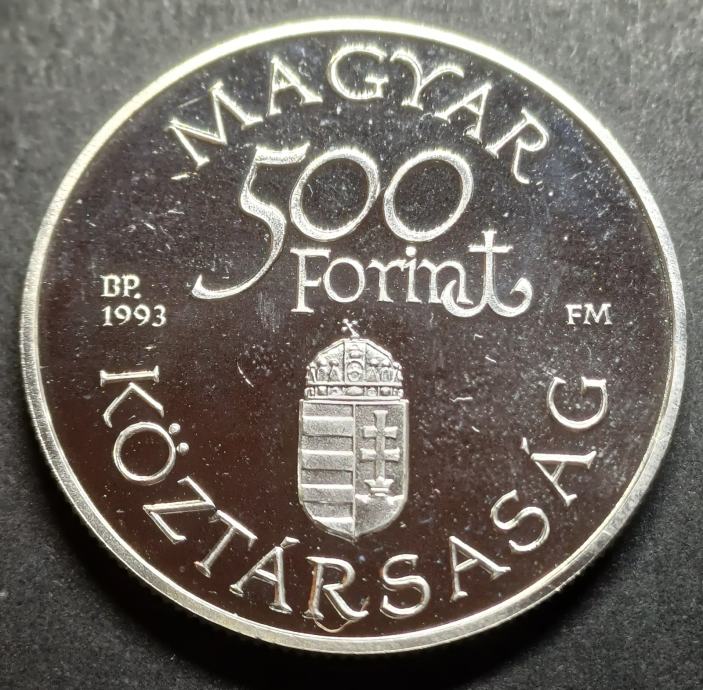 MAGYAR
500
Forint
BP.
1993
FM
KÖZTÁRSASÁG